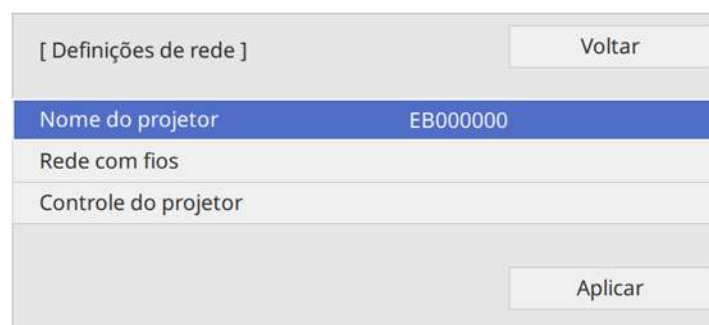 [ Definições de rede ]
Voltar
Nome do projetor EB000000
Rede com fios
Controle do projetor
Aplicar